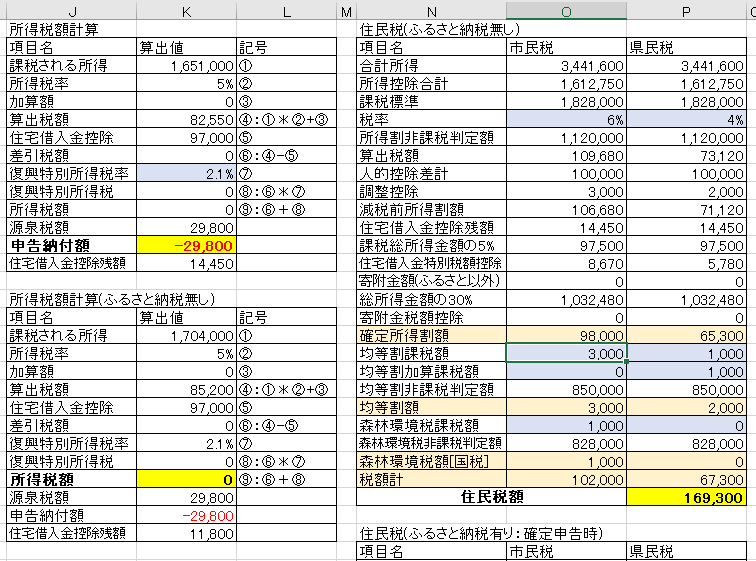 J K L M N O P
所得税額計算
項目名 算出値 記号
課税される所得 1,651,000 ①
所得税率 5% ②
加算額 0 ③
算出税額 82,550 ④:①*②+③
住宅借入金控除 97,000 ⑤
差引税額 0 ⑥:④-⑤
復興特別所得税率 2.1% ⑦
復興特別所得税 0 ⑧:⑥*⑦
所得税額 0 ⑨:⑥+⑧
源泉税額 29,800
申告納付額 -29,800
住宅借入金控除残額 14,450
所得税額計算(ふるさと納税無し)
項目名 算出値 記号
課税される所得 1,704,000 ①
所得税率 5% ②
加算額 0 ③
算出税額 85,200 ④:①*②+③
住宅借入金控除 97,000 ⑤
差引税額 0 ⑥:④-⑤
復興特別所得税率 2.1% ⑦
復興特別所得税 0 ⑧:⑥*⑦
所得税額 0 ⑨:⑥+⑧
源泉税額 29,800
申告納付額 -29,800
住宅借入金控除残額 11,800
住民税(ふるさと納税無し)
項目名 市民税 県民税
合計所得 3,441,600 3,441,600
所得控除合計 1,612,750 1,612,750
課税標準 1,828,000 1,828,000
税率 6% 4%
所得割非課税判定額 1,120,000 1,120,000
算出税額 109,680 73,120
人的控除差計 100,000 100,000
調整控除 3,000 2,000
減税前所得割額 106,680 71,120
住宅借入金控除残額 14,450 14,450
課税総所得金額の5% 97,500 97,500
住宅借入金特別税額控除 8,670 5,780
寄附金額(ふるさと以外) 0 0
総所得金額の30% 1,032,480 1,032,480
寄附金税額控除 0 0
確定所得割額 98,000 65,300
均等割課税額 3,000 1,000
均等割加算課税額 0 1,000
均等割非課税判定額 850,000 850,000
均等割額 3,000 2,000
森林環境税課税額 1,000 0
森林環境税非課税判定額 828,000 828,000
森林環境税額[国税] 1,000 0
税額計 102,000 67,300
住民税額 169,300
住民税(ふるさと納税有り:確定申告時)
項目名 市民税 県民税